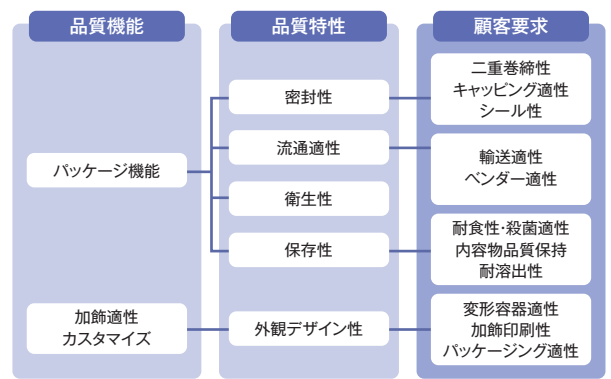 品質機能
品質特性
顧客要求
パッケージ機能
加飾適性
カスタマイズ
密封性
流通適性
衛生性
保存性
外観デザイン性
二重巻締性
キャッピング適性
シール性
輸送適性
ベンダー適性
耐食性・殺菌適性
内容物品質保持
耐溶出性
変形容器適性
加飾印刷性
パッケージング適性